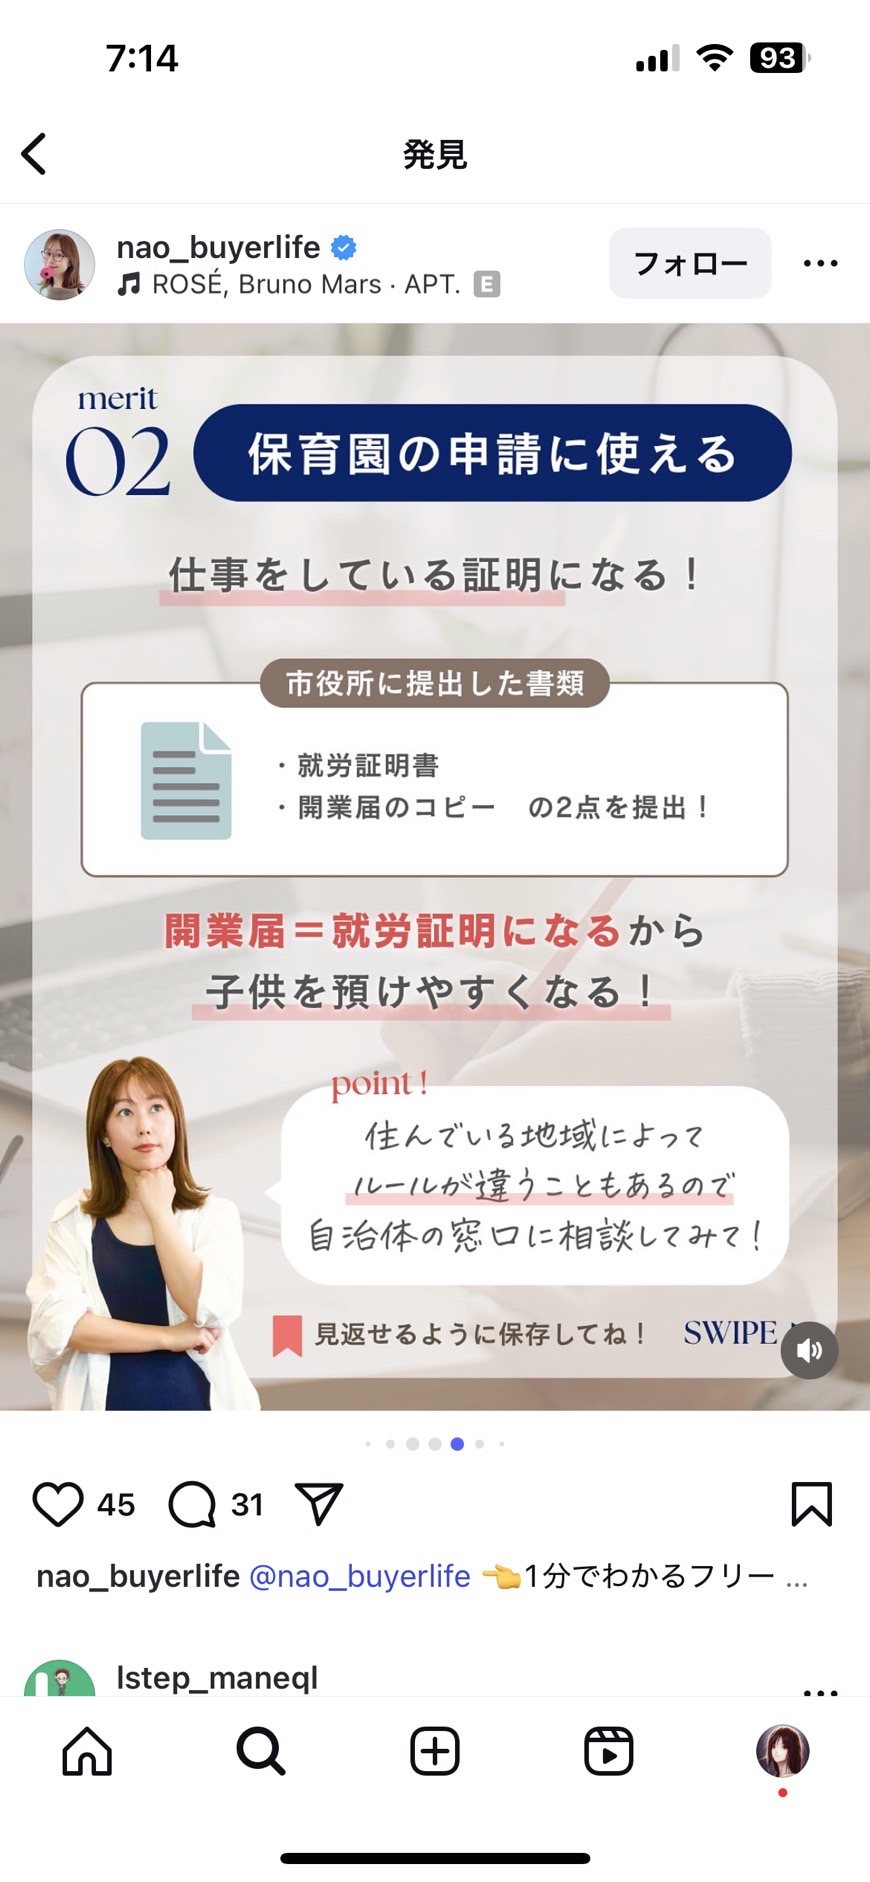 7:14
93
発見
nao_buyerlife
ROSÉ, Bruno Mars · APT. E
フォロー
merit
02
保育園の申請に使える
仕事をしている証明になる！
市役所に提出した書類
・就労証明書
・開業届のコピー　の2点を提出！
開業届＝就労証明になるから
子供を預けやすくなる！
point!
住んでいる地域によって
ルールが違うこともあるので
自治体の窓口に相談してみて！
見返せるように保存してね！
SWIPE
45
31
nao_buyerlife @nao_buyerlife 👈1分でわかるフリー ...
lstep_maneql